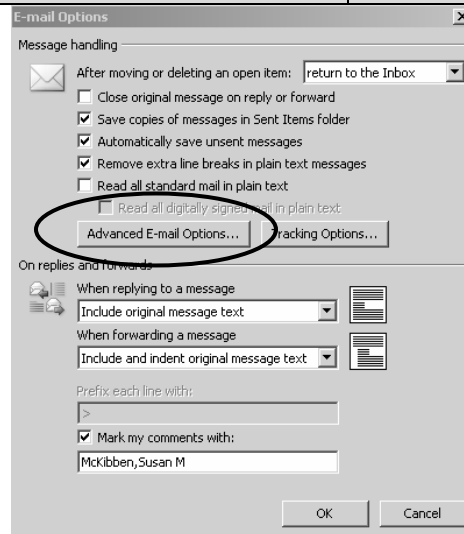 E-mail Options
Message handling
After moving or deleting an open item: return to the Inbox
Close original message on reply or forward
Save copies of messages in Sent Items folder
Automatically save unsent messages
Remove extra line breaks in plain text messages
Read all standard mail in plain text
Read all digitally signed mail in plain text
Advanced E-mail Options... Tracking Options...
On replies and forwards
When replying to a message
Include original message text
When forwarding a message
Include and indent original message text
Prefix each line with:
>
Mark my comments with:
McKibben,Susan M
OK Cancel